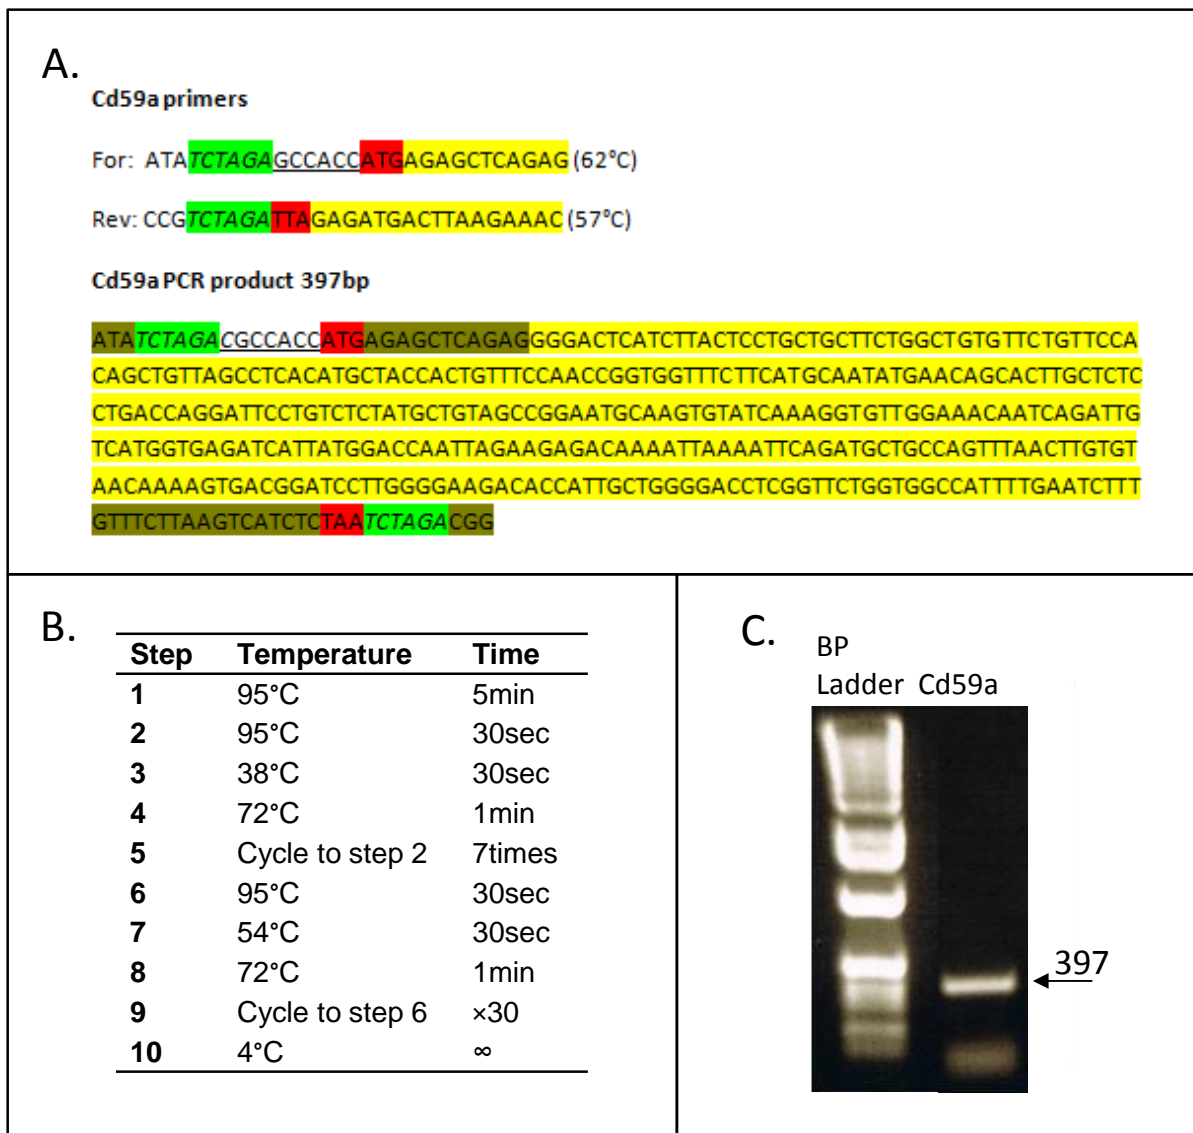 A.
Cd59a primers
For: ATATCTAGAGCCACCATGAGAGCTCAGAG (62°C)
Rev: CCGTCTAGATTAGAGATGACTTAAGAAAC (57°C)
Cd59a PCR product 397bp
ATATCTAGACGCCACCATGAGAGCTCAGAGGGGACTCATCTTACTCCTGCTGCTTCTGGCTGTGTTCTGTTCCA
CAGCTGTTAGCCTCACATGCTACCACTGTTTCCAACCGGTGGTTTCTTCATGCAATATGAACAGCACTTGCTCTC
CTGACCAGGATTCCTGTCTCTATGCTGTAGCCGGAATGCAAGTGTATCAAAGGTGTTGGAAACAATCAGATTG
TCATGGTGAGATCATTATGGACCAATTAGAAGAGACAAAATTAAAATTCAGATGCTGCCAGTTTAACTTGTGT
AACAAAAGTGACGGATCCTTGGGGAAGACACCATTGCTGGGGACCTCGGTTCTGGTGGCCATTTTGAATCTTT
GTTTCTTAAGTCATCTCTAATCTAGACGG
B.
Step Temperature Time
1 95°C 5min
2 95°C 30sec
3 38°C 30sec
4 72°C 1min
5 Cycle to step 2 7times
6 95°C 30sec
7 54°C 30sec
8 72°C 1min
9 Cycle to step 6 ×30
10 4°C ∞
C.
BP
Ladder Cd59a
397